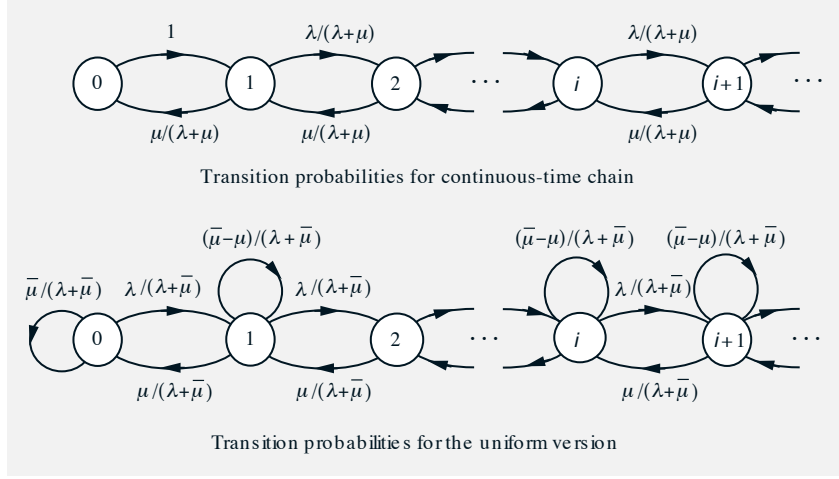 1 λ/(λ+μ) λ/(λ+μ)
0 1 2 ... i i+1 ...
μ/(λ+μ) μ/(λ+μ) μ/(λ+μ)
Transition probabilities for continuous-time chain
(μ̅−μ)/(λ+μ̅) (μ̅−μ)/(λ+μ̅) (μ̅−μ)/(λ+μ̅)
μ̅/(λ+μ̅) λ/(λ+μ̅) λ/(λ+μ̅) λ/(λ+μ̅)
0 1 2 ... i i+1 ...
μ/(λ+μ̅) μ/(λ+μ̅) μ/(λ+μ̅)
Transition probabilities for the uniform version